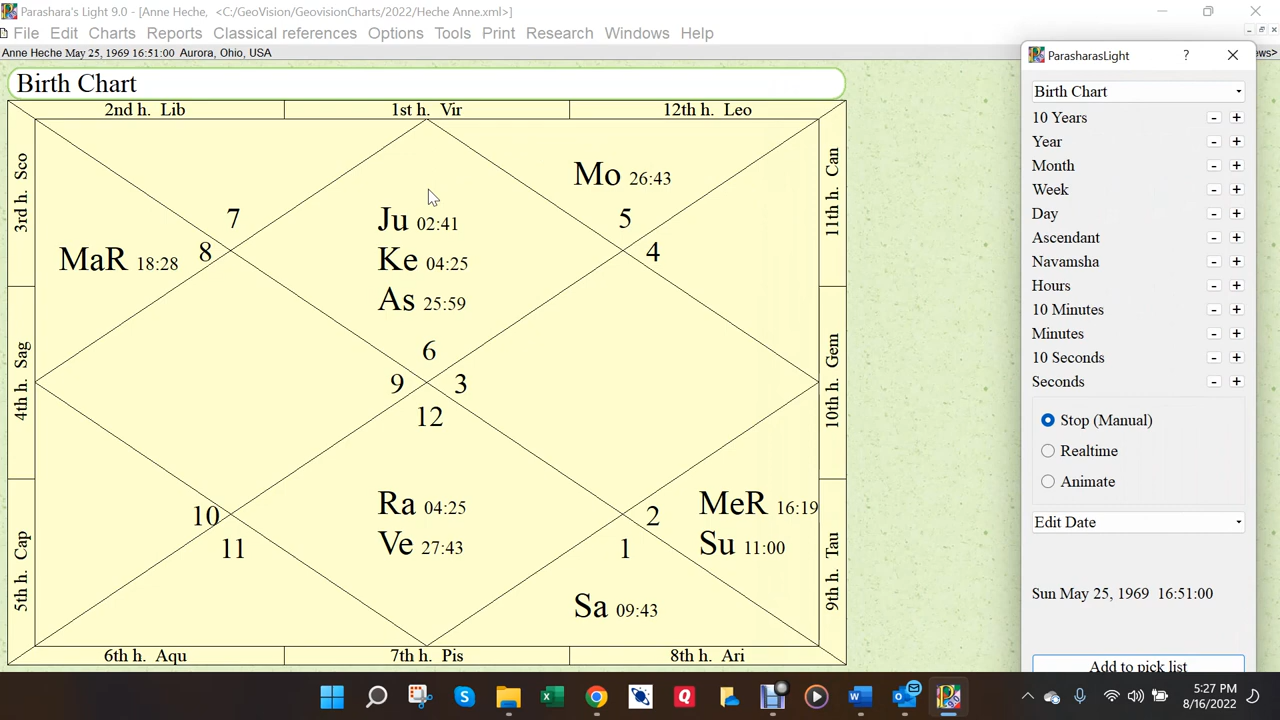 Parashara's Light 9.0 - [Anne Heche, <C:/GeoVision/GeovisionCharts/2022/Heche Anne.xml>]
File Edit Charts Reports Classical references Options Tools Print Research Windows Help
Anne Heche May 25, 1969 16:51:00 Aurora, Ohio, USA
ews>
Birth Chart
2nd h. Lib
1st h. Vir
12th h. Leo
3rd h. Sco
11th h. Can
Mo 26:43
Ju 02:41
7
5
MaR 18:28
8
Ke 04:25
4
As 25:59
6
4th h. Sag
9
3
10th h. Gem
12
Ra 04:25
10
2
MeR 16:19
Ve 27:43
11
1
Su 11:00
5th h. Cap
9th h. Tau
Sa 09:43
6th h. Aqu
7th h. Pis
8th h. Ari
ParasharasLight ?
Birth Chart
10 Years - +
Year - +
Month - +
Week - +
Day - +
Ascendant - +
Navamsha - +
Hours - +
10 Minutes - +
Minutes - +
10 Seconds - +
Seconds - +
Stop (Manual)
Realtime
Animate
Edit Date
Sun May 25, 1969 16:51:00
Add to pick list
5:27 PM
8/16/2022